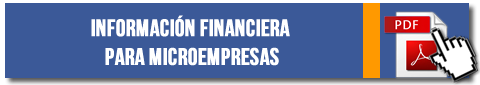 INFORMACIÓN FINANCIERA
PARA MICROEMPRESAS
PDF